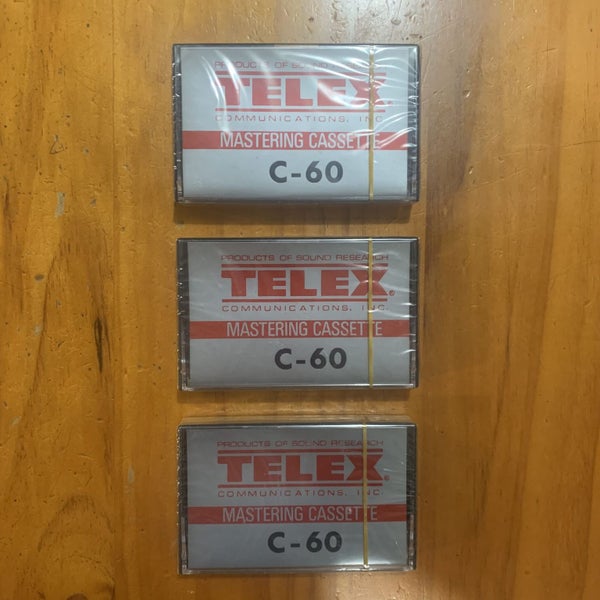 PRODUCTS OF SOUND RESEARCH
TELEX
COMMUNICATIONS, INC.
MASTERING CASSETTE
C-60
PRODUCTS OF SOUND RESEARCH
TELEX®
COMMUNICATIONS, INC.
MASTERING CASSETTE
C-60
PRODUCTS OF SOUND RESEARCH
TELEX®
COMMUNICATIONS, INC.
MASTERING CASSETTE
C-60